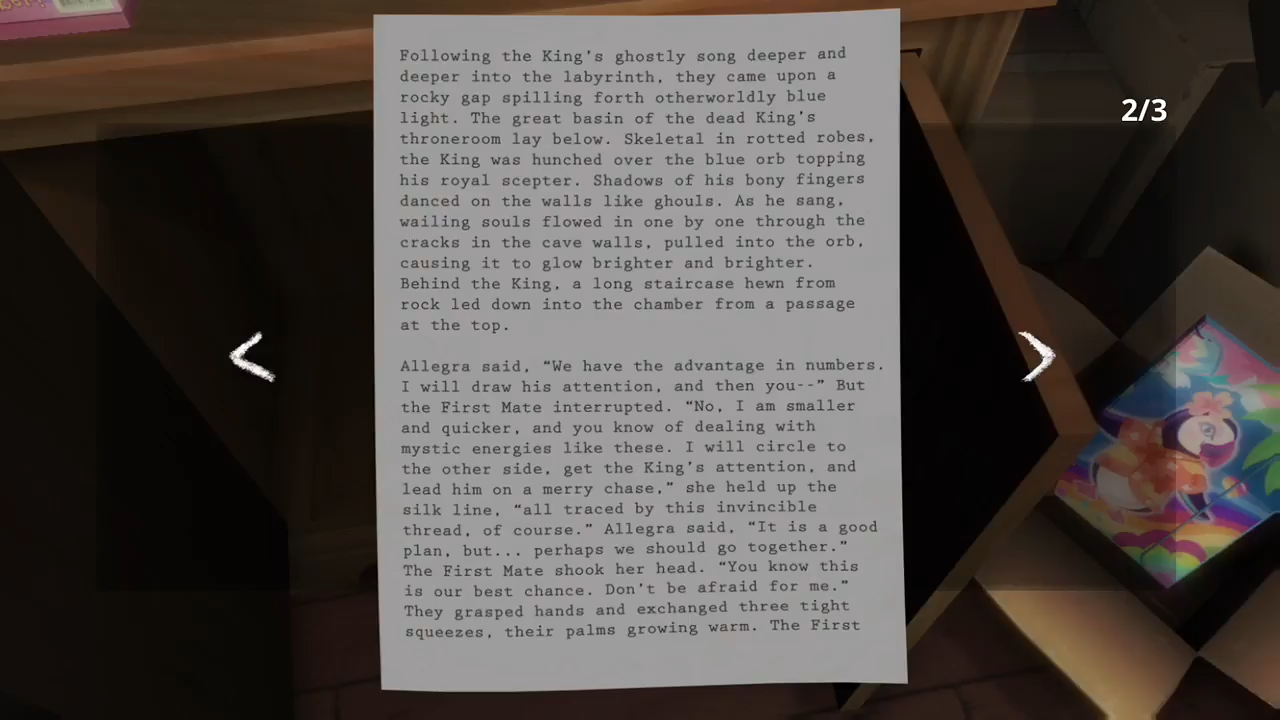 Following the King's ghostly song deeper and
deeper into the labyrinth, they came upon a
rocky gap spilling forth otherworldly blue
light. The great basin of the dead King's
throneroom lay below. Skeletal in rotted robes,
the King was hunched over the blue orb topping
his royal scepter. Shadows of his bony fingers
danced on the walls like ghouls. As he sang,
wailing souls flowed in one by one through the
cracks in the cave walls, pulled into the orb,
causing it to glow brighter and brighter.
Behind the King, a long staircase hewn from
rock led down into the chamber from a passage
at the top.
Allegra said, “We have the advantage in numbers.
I will draw his attention, and then you--” But
the First Mate interrupted. “No, I am smaller
and quicker, and you know of dealing with
mystic energies like these. I will circle to
the other side, get the King's attention, and
lead him on a merry chase,” she held up the
silk line, “all traced by this invincible
thread, of course.” Allegra said, “It is a good
plan, but... perhaps we should go together.”
The First Mate shook her head. “You know this
is our best chance. Don't be afraid for me.”
They grasped hands and exchanged three tight
squeezes, their palms growing warm. The First
2/3